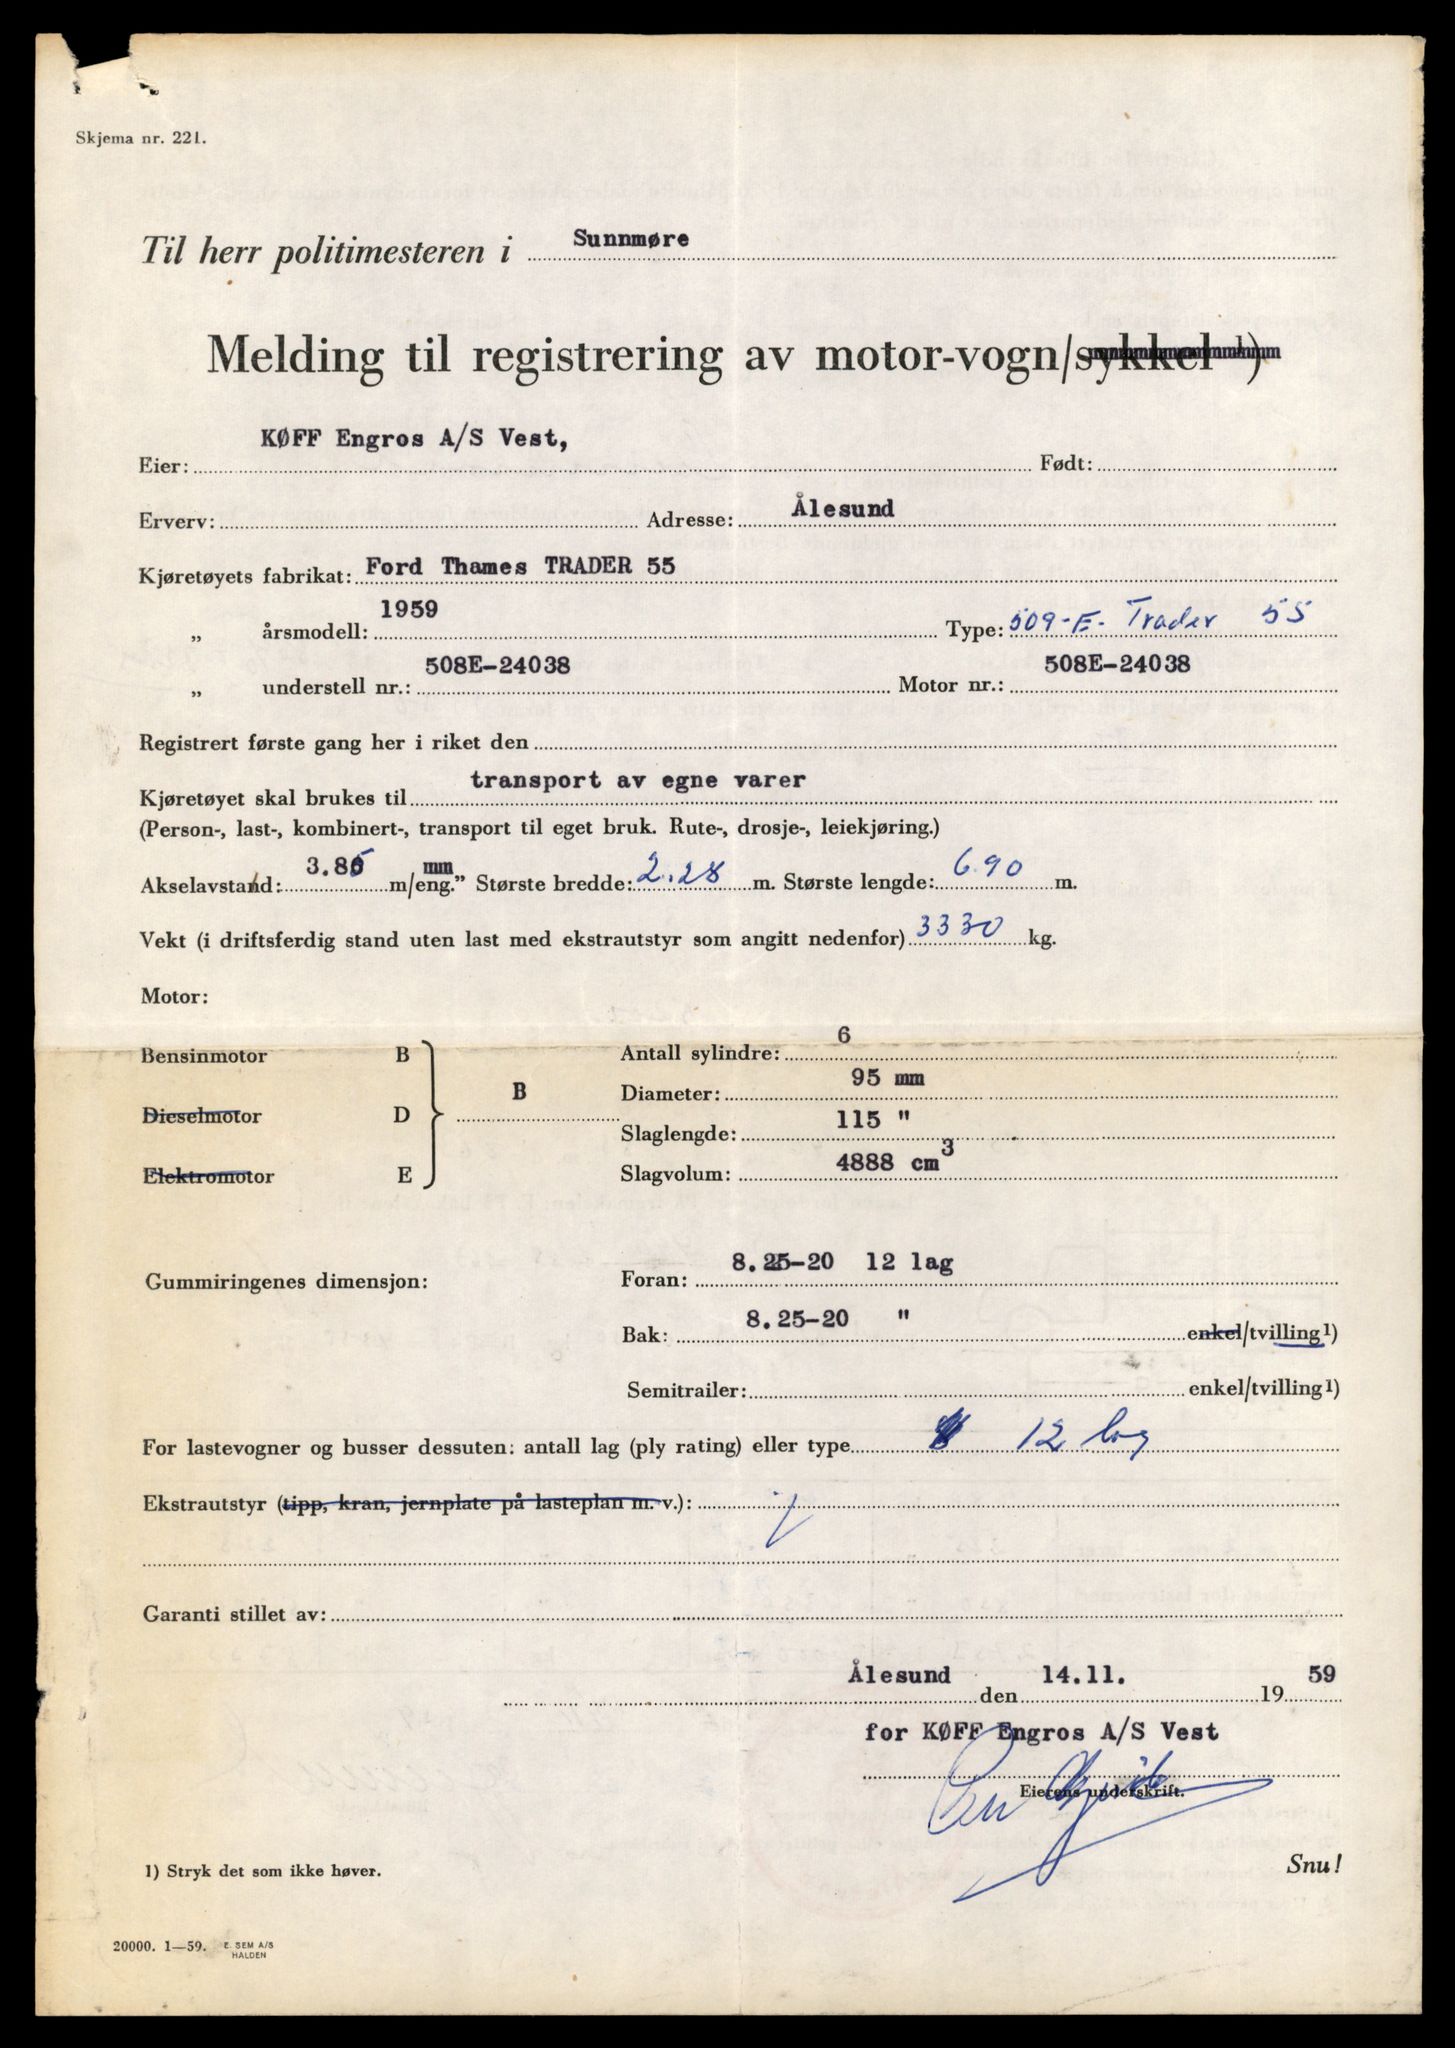 Skjema nr. 221.
Til herr politimesteren i Sunnmøre
Melding til registrering av motor-vogn/sykkel ¹)
Eier: KØFF Engros A/S Vest, Født:
Erverv: Adresse: Ålesund
Kjøretøyets fabrikat: Ford Thames TRADER 55
„ årsmodell: 1959 Type: 509-E- Trader 55
„ understell nr.: 508E-24038 Motor nr.: 508E-24038
Registrert første gang her i riket den
Kjøretøyet skal brukes til transport av egne varer
(Person-, last-, kombinert-, transport til eget bruk. Rute-, drosje-, leiekjøring.)
Akselavstand: 3.865 mm m/eng.” Største bredde: 2.28 m. Største lengde: 6.90 m.
Vekt (i driftsferdig stand uten last med ekstrautstyr som angitt nedenfor) 3330 kg.
Motor:
Bensinmotor B Antall sylindre: 6
Diameter: 95 mm
Dieselmotor D B
Slaglengde: 115 "
Elektromotor E Slagvolum: 4888 cm3
Gummiringenes dimensjon: Foran: 8.25-20 12 lag
Bak: 8.25-20 " enkel/tvilling¹)
Semitrailer: enkel/tvilling¹)
For lastevogner og busser dessuten: antall lag (ply rating) eller type 12 lag
Ekstrautstyr (tipp, kran, jernplate på lasteplan m. v.):
Garanti stillet av:
Ålesund den 14.11. 19 59
for KØFF Engros A/S Vest
Eierens underskrift.
1) Stryk det som ikke høver.
Snu!
20000. 1—59. E. SEM A/S
HALDEN